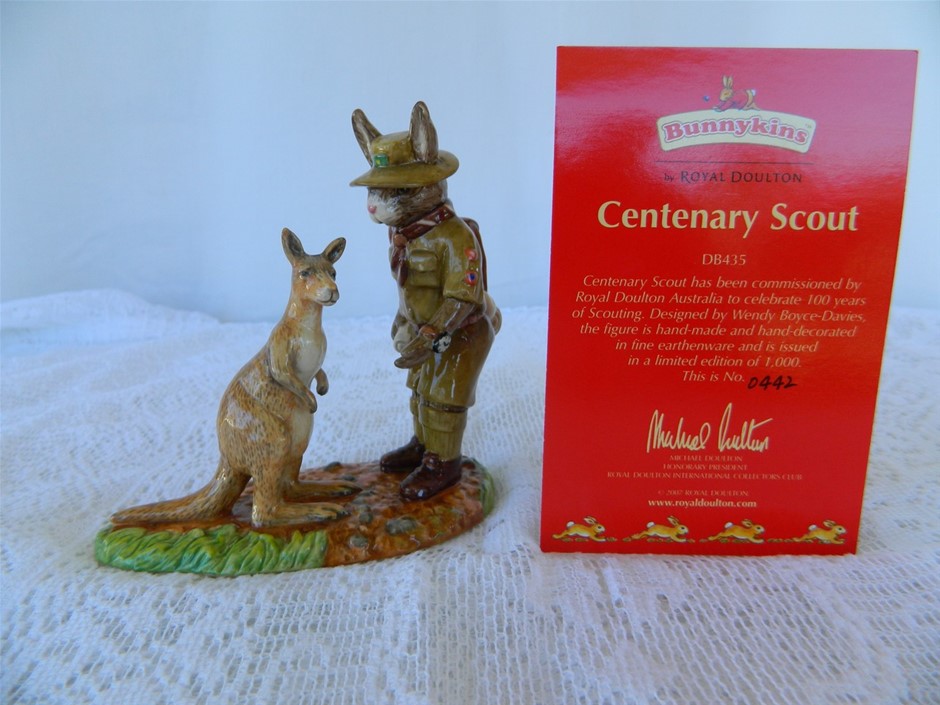 Bunnykins™
by ROYAL DOULTON
Centenary Scout
DB435
Centenary Scout has been commissioned by
Royal Doulton Australia to celebrate 100 years
of Scouting. Designed by Wendy Boyce-Davies,
the figure is hand-made and hand-decorated
in fine earthenware and is issued
in a limited edition of 1,000.
This is No. 0442
Michael Doulton
MICHAEL DOULTON
HONORARY PRESIDENT
ROYAL DOULTON INTERNATIONAL COLLECTORS CLUB
© 2007 ROYAL DOULTON
www.royaldoulton.com